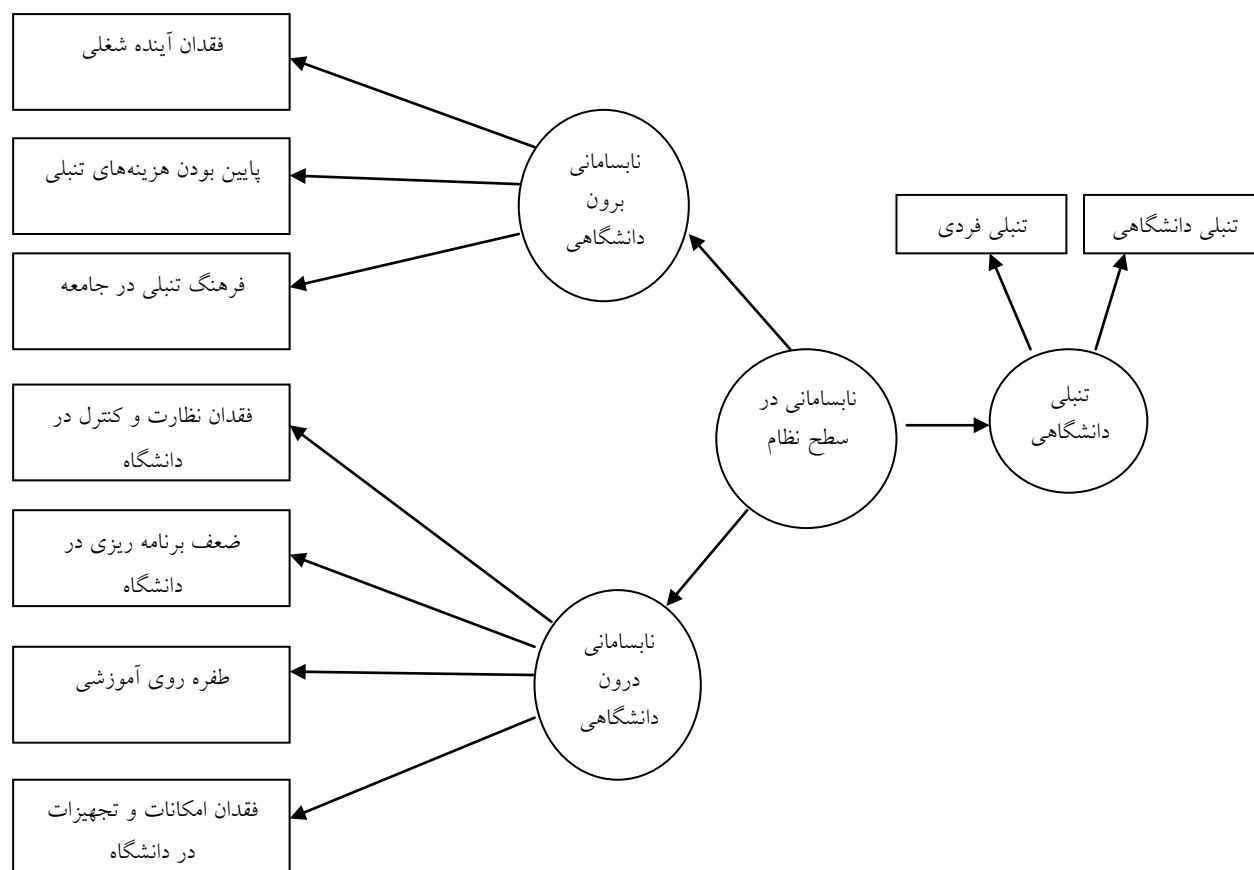 فقدان آینده شغلی
پایین بودن هزینه‌های تنبلی
فرهنگ تنبلی در جامعه
فقدان نظارت و کنترل در
دانشگاه
ضعف برنامه ریزی در
دانشگاه
طفره روی آموزشی
فقدان امکانات و تجهیزات
در دانشگاه
نابسامانی
برون
دانشگاهی
نابسامانی
درون
دانشگاهی
نابسامانی در
سطح نظام
تنبلی دانشگاهی
تنبلی فردی
تنبلی
دانشگاهی